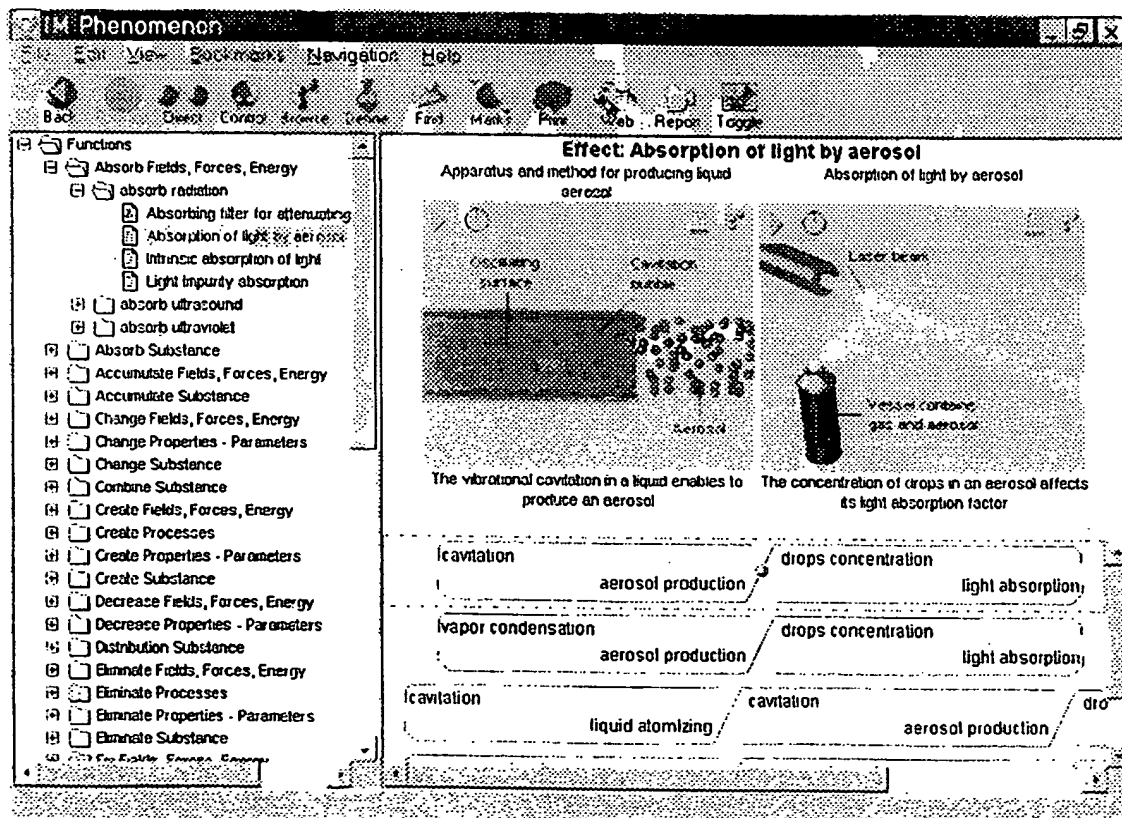 IM Phenomenon
Edit View Bookmarks Navigation Help
Back Direct Control Browse Define Find Marks Print Web Report Toggle
Functions
Absorb Fields, Forces, Energy
absorb radiation
Absorbing filter for attenuating
Absorption of light by aerosol
Intrinsic absorption of light
Light impurity absorption
absorb ultrasound
absorb ultraviolet
Absorb Substance
Accumulate Fields, Forces, Energy
Accumulate Substance
Change Fields, Forces, Energy
Change Properties - Parameters
Change Substance
Combine Substance
Create Fields, Forces, Energy
Create Processes
Create Properties - Parameters
Create Substance
Decrease Fields, Forces, Energy
Decrease Properties - Parameters
Distribution Substance
Eliminate Fields, Forces, Energy
Eliminate Processes
Eliminate Properties - Parameters
Eliminate Substance
Effect: Absorption of light by aerosol
Apparatus and method for producing liquid
aerosol
Absorption of light by aerosol
Oscillating
surface
Cavitation
bubble
Aerosol
Laser beam
Vessel contains
gas and aerosol
The vibrational cavitation in a liquid enables to
produce an aerosol
The concentration of drops in an aerosol affects
its light absorption factor
cavitation
aerosol production
drops concentration
light absorption
vapor condensation
aerosol production
drops concentration
light absorption
cavitation
liquid atomizing
cavitation
aerosol production
dro